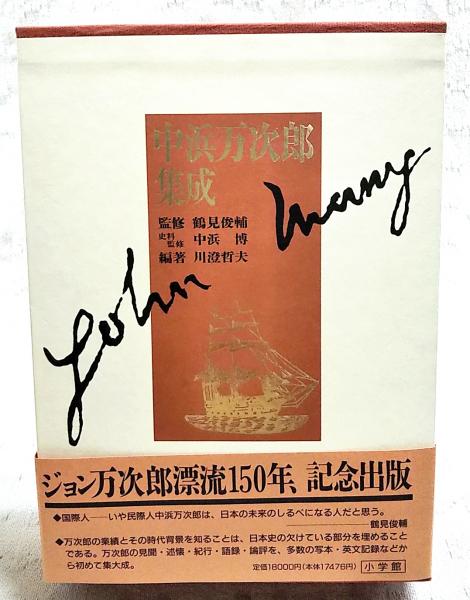 中浜万次郎
集成
監修 鶴見俊輔
史料監修 中浜 博
編著 川澄哲夫
John Mung
ジョン万次郎漂流150年、記念出版
◆国際人――いや民際人中浜万次郎は、日本の未来のしるべになる人だと思う。
鶴見俊輔
◆万次郎の業績とその時代背景を知ることは、日本史の欠けている部分を埋めること
である。万次郎の見聞・述懐・紀行・語録・論評を、多数の写本・英文記録などか
ら初めて集大成。
定価18000円(本体17476円) 小学館